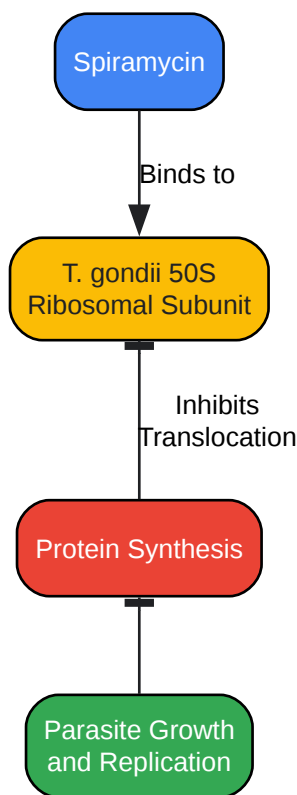 Spiramycin
Binds to
T. gondii 50S
Ribosomal Subunit
Inhibits
Translocation
Protein Synthesis
Parasite Growth
and Replication